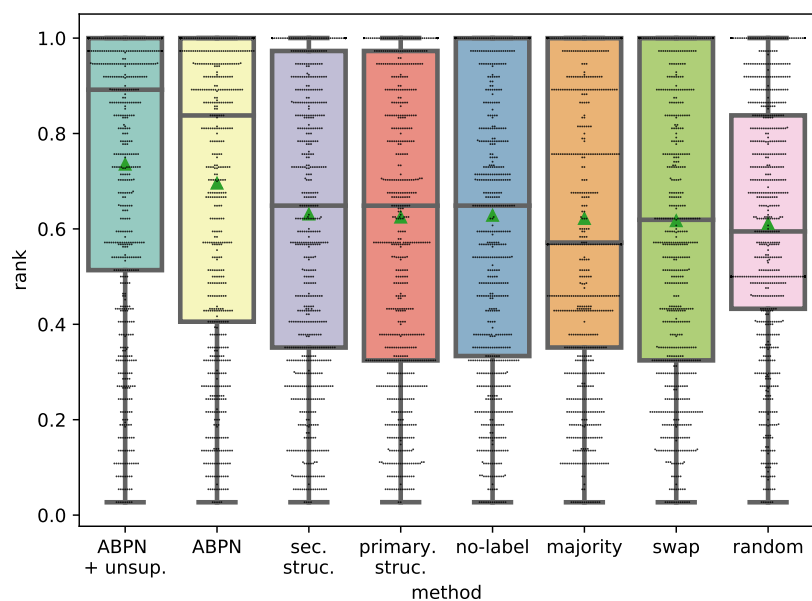 1.0
0.8
0.6
0.4
0.2
0.0
rank
ABPN
+ unsup.
ABPN
sec.
struc.
primary.
struc.
no-label
majority
swap
random
method